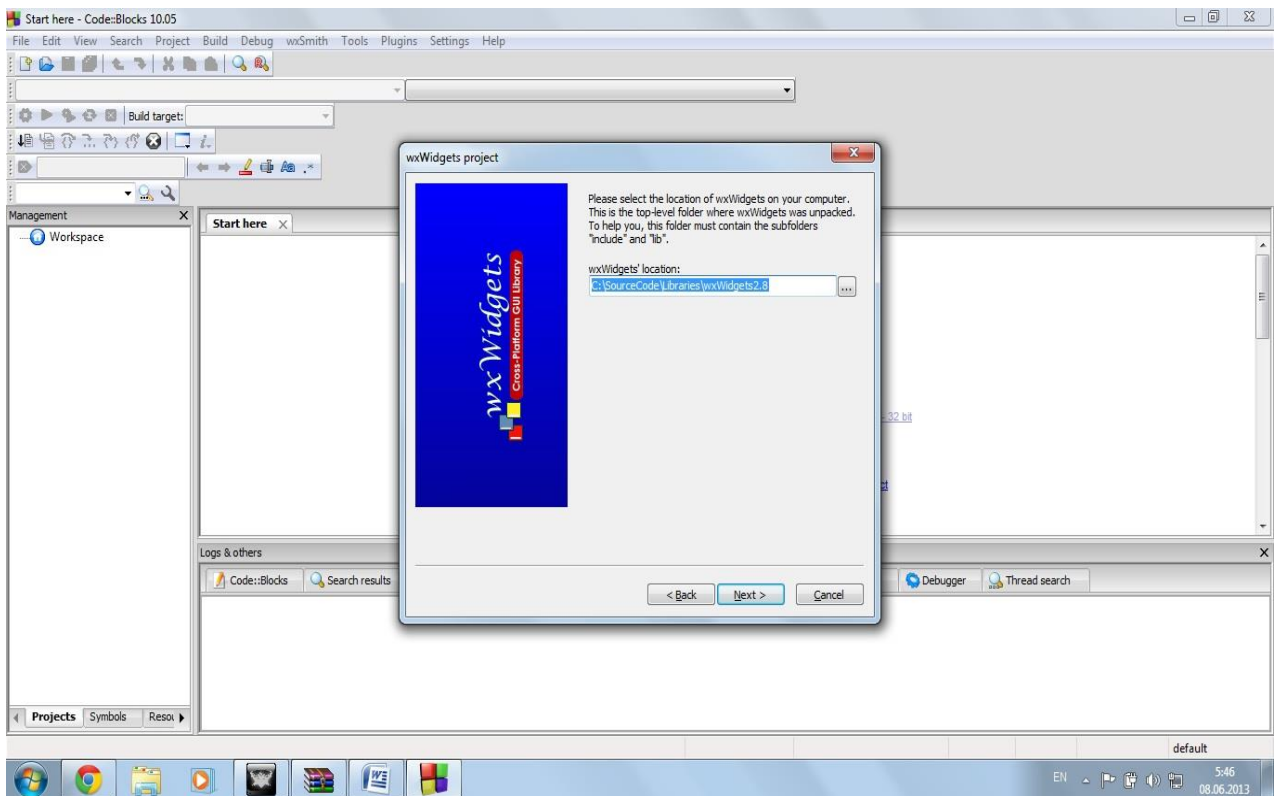 Start here - Code::Blocks 10.05
File Edit View Search Project Build Debug wxSmith Tools Plugins Settings Help
Build target:
Management
Workspace
Start here
wxWidgets project
wxWidgets
Cross-Platform GUI Library
Please select the location of wxWidgets on your computer.
This is the top-level folder where wxWidgets was unpacked.
To help you, this folder must contain the subfolders
"include" and "lib".
wxWidgets' location:
C:\SourceCode\Libraries\wxWidgets2.8
...
< Back Next > Cancel
- 32 bit
Logs & others
Code::Blocks Search results Debugger Thread search
Projects Symbols
default
EN 5:46
08.06.2013